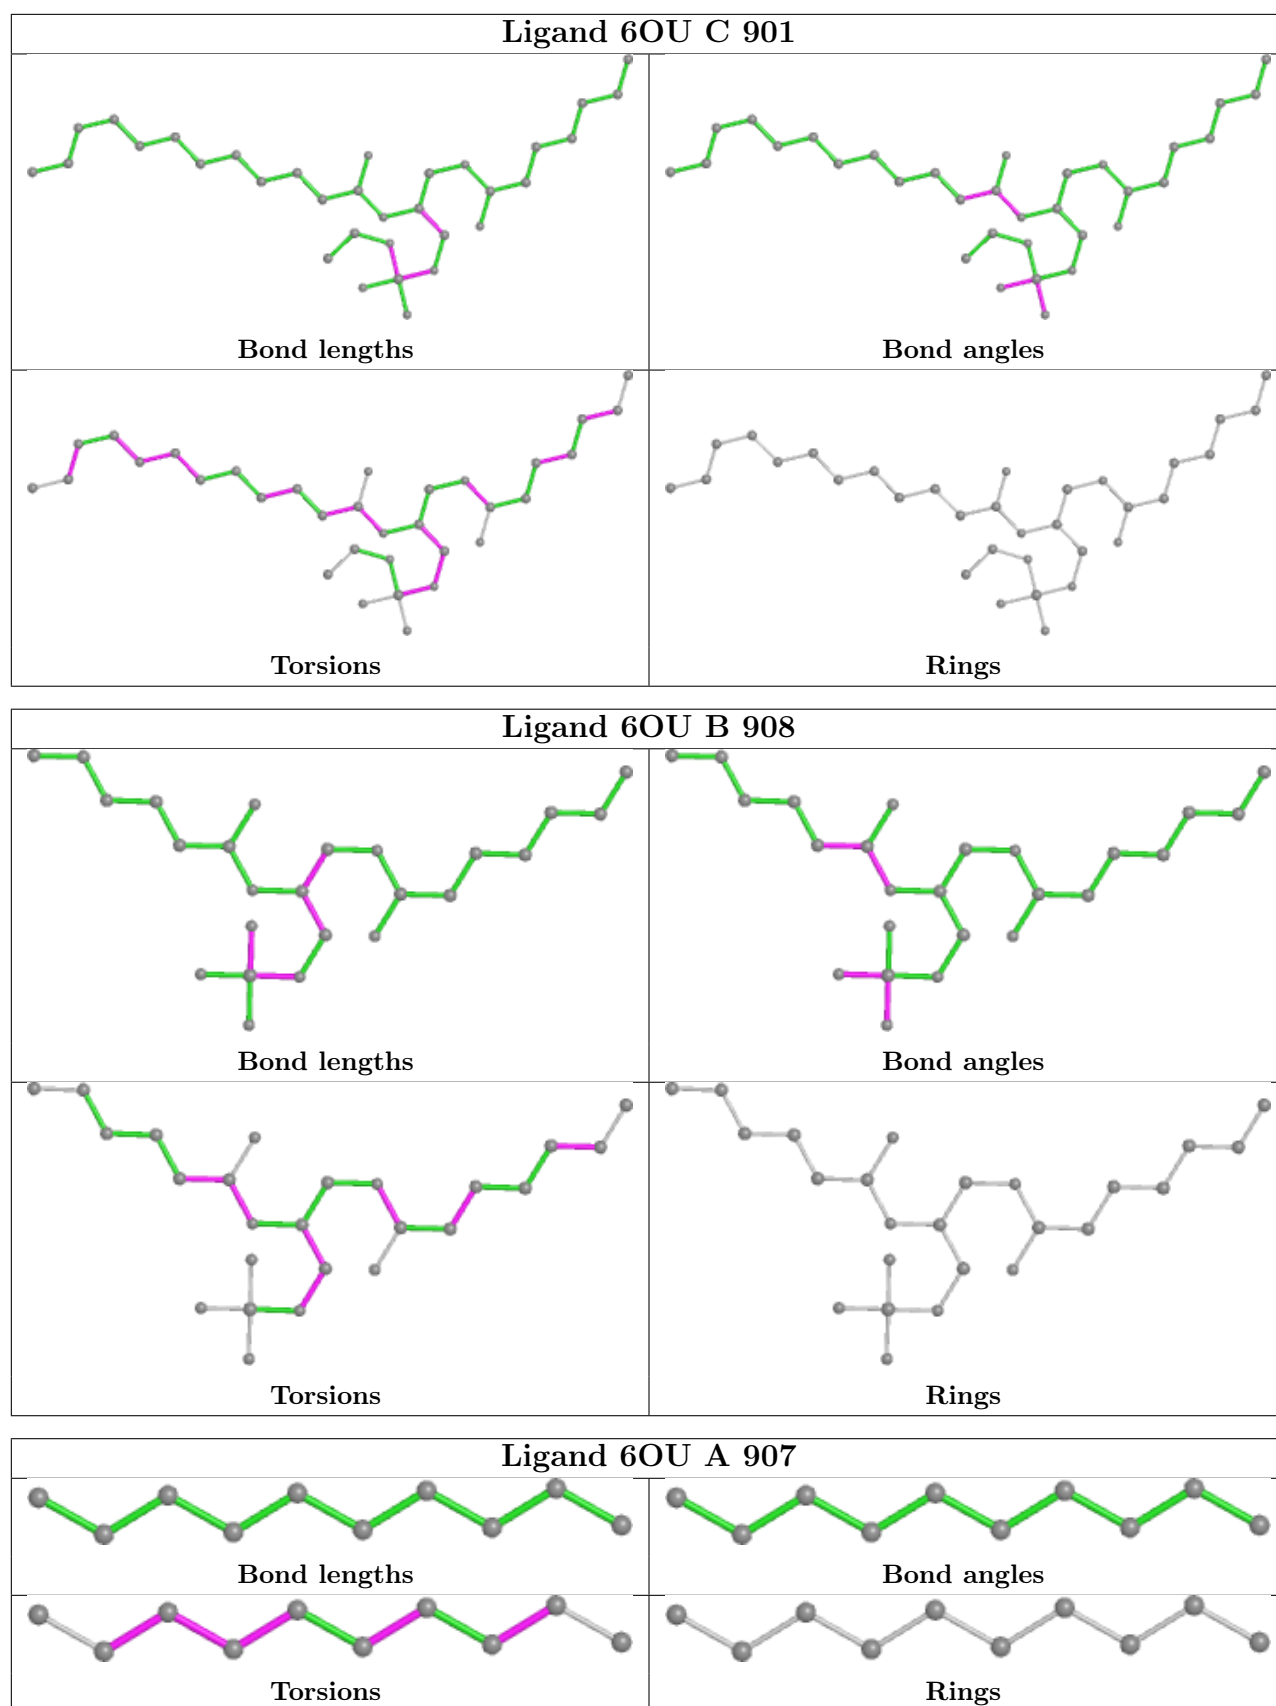 Ligand 6OU C 901
Bond lengths
Bond angles
Torsions
Rings
Ligand 6OU B 908
Bond lengths
Bond angles
Torsions
Rings
Ligand 6OU A 907
Bond lengths
Bond angles
Torsions
Rings